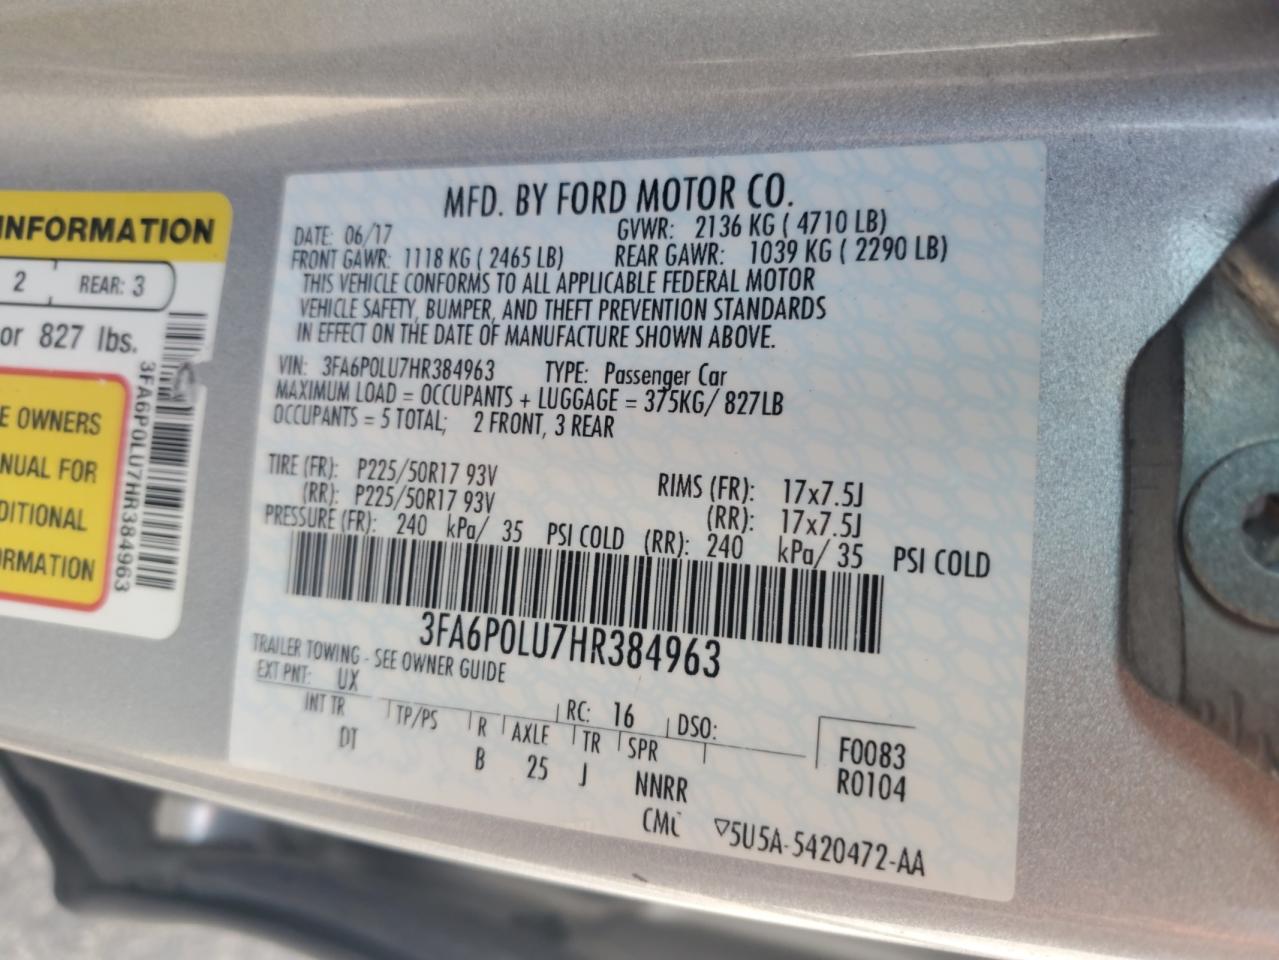 INFORMATION
2 REAR: 3
or 827 lbs.
E OWNERS
NUAL FOR
DITIONAL
ORMATION
3FA6P0LU7HR384963
MFD. BY FORD MOTOR CO.
DATE: 06/17 GVWR: 2136 KG ( 4710 LB)
FRONT GAWR: 1118 KG ( 2465 LB) REAR GAWR: 1039 KG ( 2290 LB)
THIS VEHICLE CONFORMS TO ALL APPLICABLE FEDERAL MOTOR
VEHICLE SAFETY, BUMPER, AND THEFT PREVENTION STANDARDS
IN EFFECT ON THE DATE OF MANUFACTURE SHOWN ABOVE.
VIN: 3FA6P0LU7HR384963 TYPE: Passenger Car
MAXIMUM LOAD = OCCUPANTS + LUGGAGE = 375KG/ 827LB
OCCUPANTS = 5 TOTAL; 2 FRONT, 3 REAR
TIRE (FR): P225/50R17 93V RIMS (FR): 17x7.5J
(RR): P225/50R17 93V (RR): 17x7.5J
PRESSURE (FR): 240 kPa/ 35 PSI COLD (RR): 240 kPa/ 35 PSI COLD
3FA6P0LU7HR384963
TRAILER TOWING - SEE OWNER GUIDE
EXT PNT: UX RC: 16 DSO:
INT TR TP/PS R AXLE TR SPR F0083
DT B 25 J NNRR R0104
CMC ▽5U5A-5420472-AA